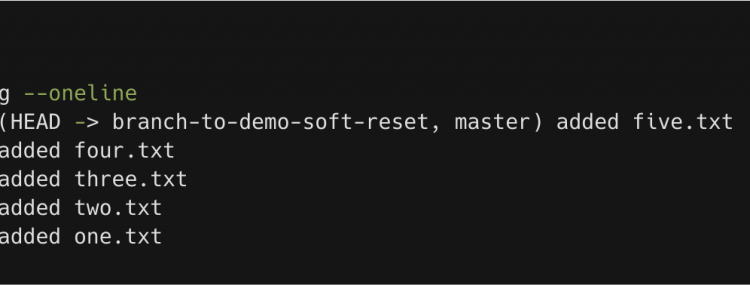 g --oneline
(HEAD -> branch-to-demo-soft-reset, master) added five.txt
added four.txt
added three.txt
added two.txt
added one.txt